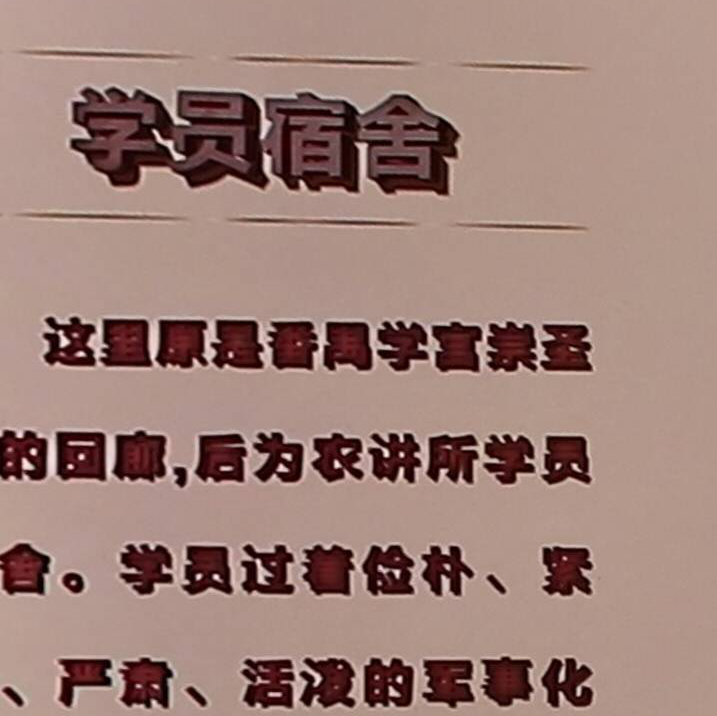 学员宿舍
这里原是番禺学宫崇圣
的回廊,后为农讲所学员
舍。学员过着俭朴、紧
、严肃、活泼的军事化